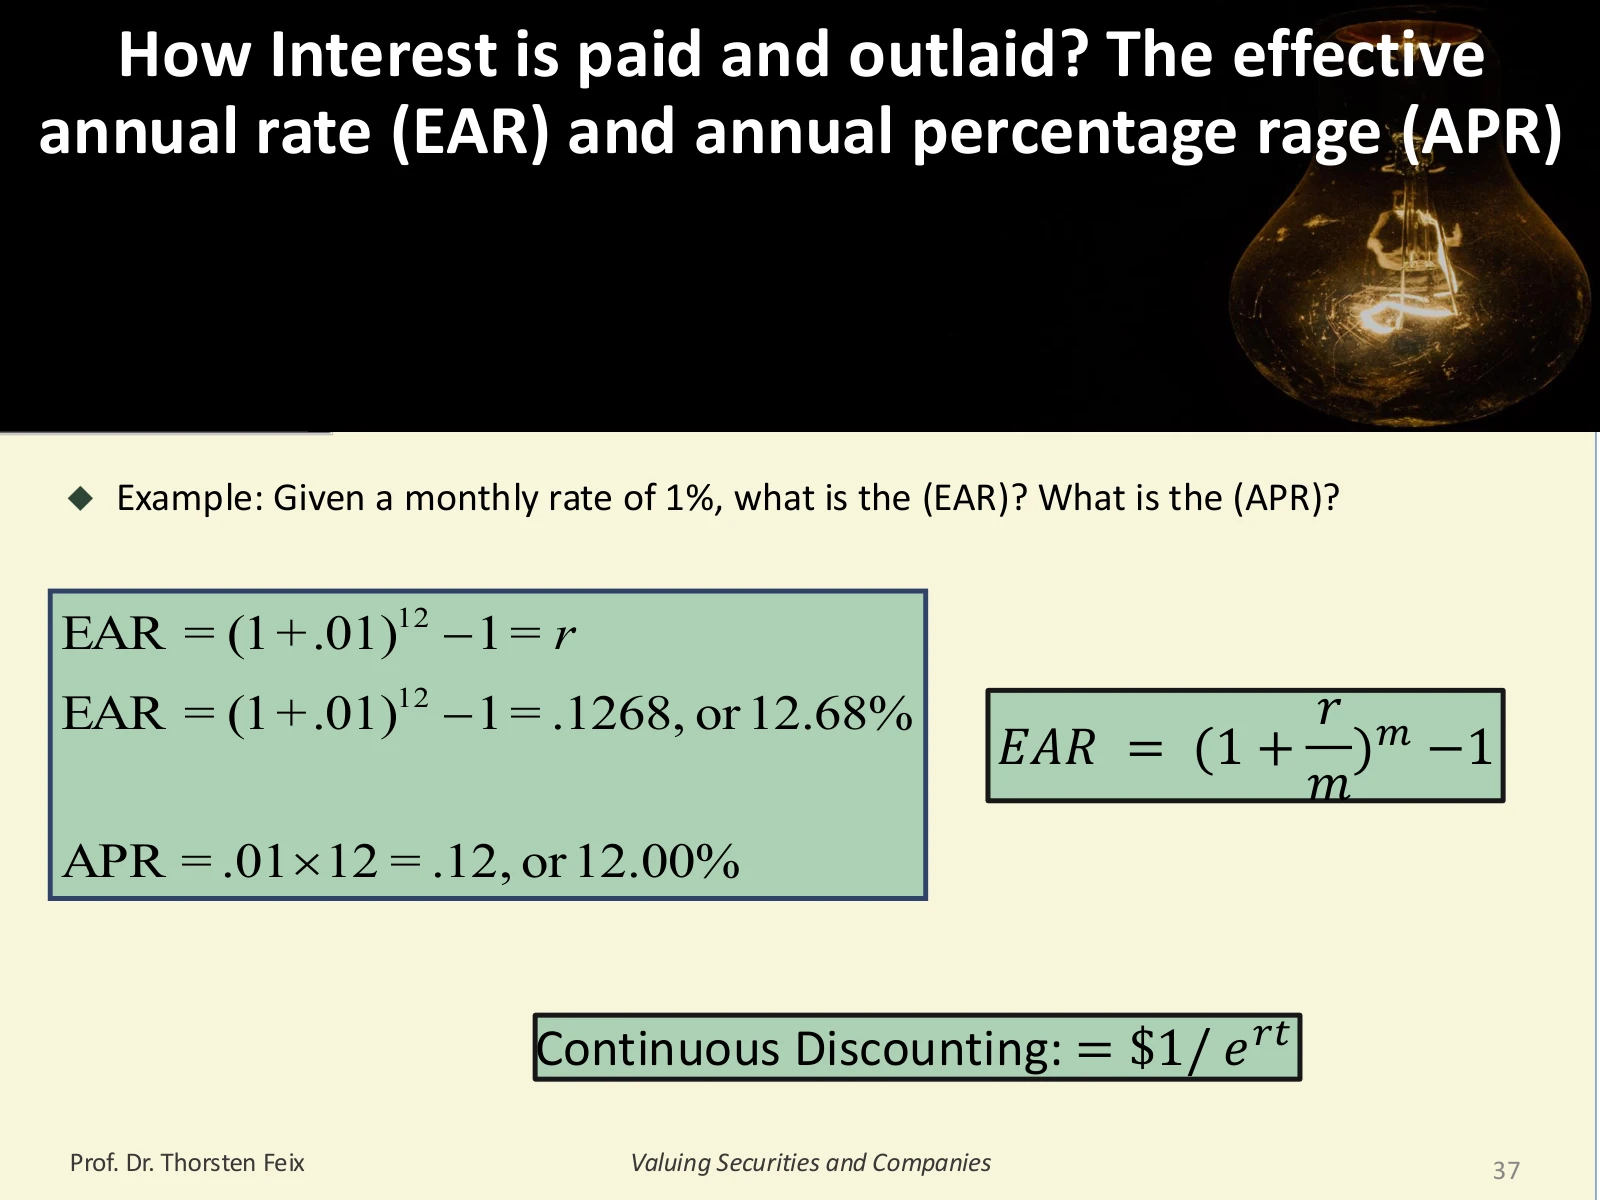 How Interest is paid and outlaid? The effective
annual rate (EAR) and annual percentage rage (APR)
◆ Example: Given a monthly rate of 1%, what is the (EAR)? What is the (APR)?
EAR = (1+.01)^12 −1= r
EAR = (1+.01)^12 −1= .1268, or 12.68%
APR = .01×12 = .12, or 12.00%
EAR = (1 + r/m)^m −1
Continuous Discounting: = $1/ e^rt
Prof. Dr. Thorsten Feix
Valuing Securities and Companies
37